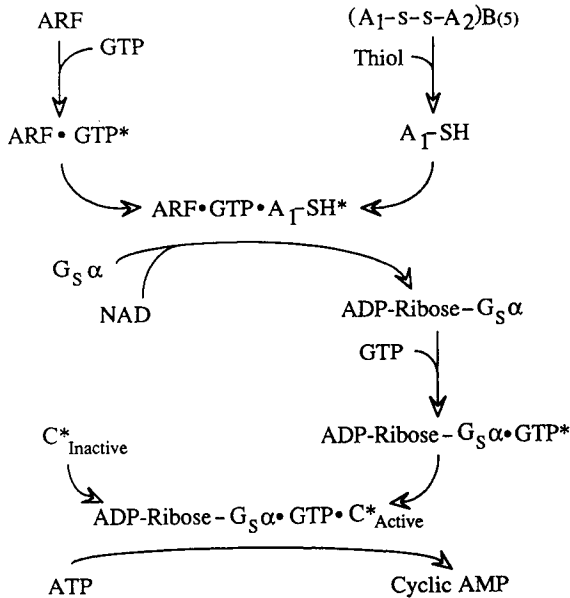 ARF
(A1-s-s-A2)B(5)
GTP
Thiol
ARF • GTP*
A1-SH
ARF•GTP•A1-SH*
Gs α
NAD
ADP-Ribose-Gsα
GTP
C*Inactive
ADP-Ribose-Gsα•GTP*
ADP-Ribose-Gsα•GTP•C*Active
ATP
Cyclic AMP